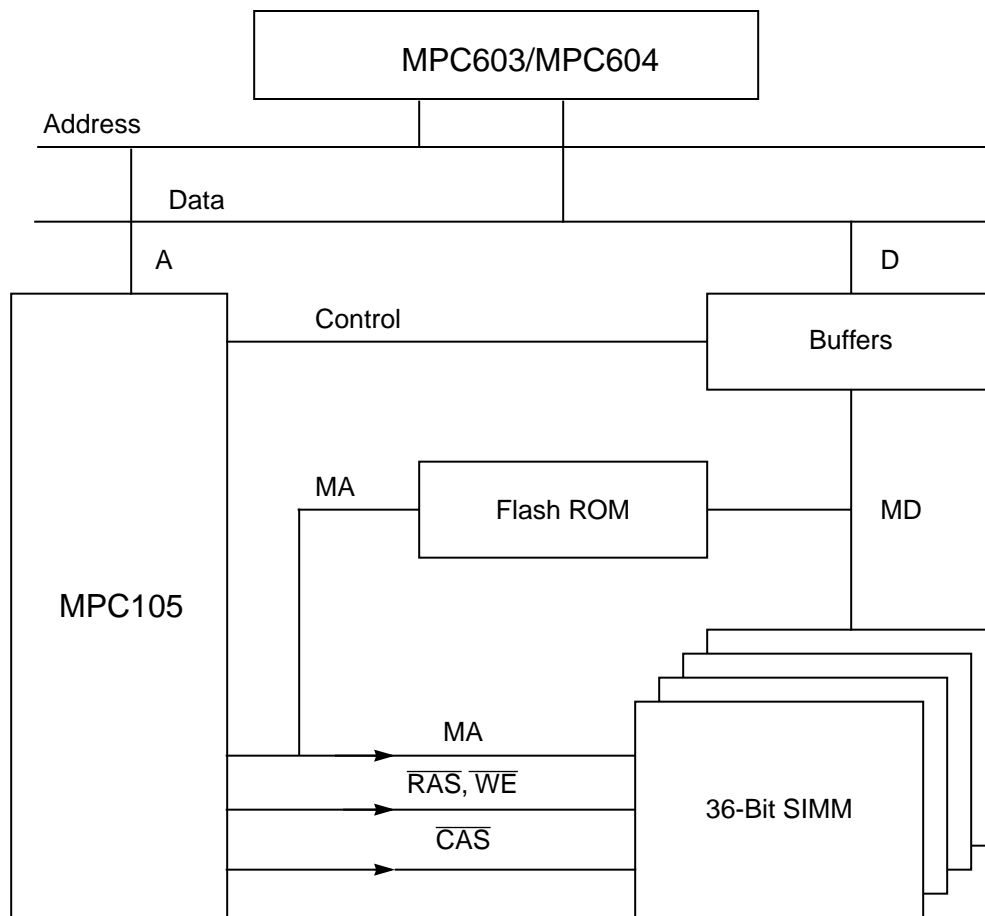 MPC603/MPC604
Address
Data
A
D
Control
Buffers
MA
Flash ROM
MD
MPC105
MA
RAS, WE
36-Bit SIMM
CAS